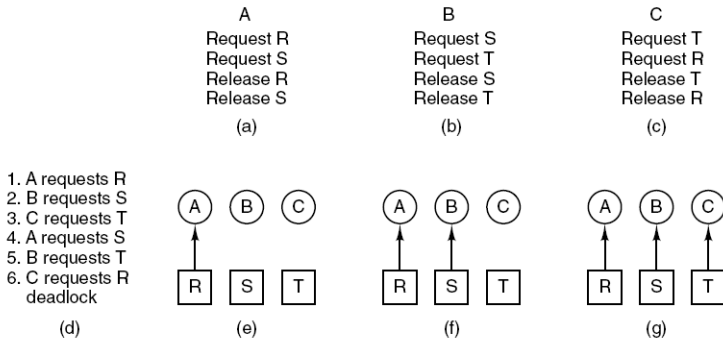 A
Request R
Request S
Release R
Release S
(a)
B
Request S
Request T
Release S
Release T
(b)
C
Request T
Request R
Release T
Release R
(c)
1. A requests R
2. B requests S
3. C requests T
4. A requests S
5. B requests T
6. C requests R
deadlock
(d)
A B C
R S T
(e)
A B C
R S T
(f)
A B C
R S T
(g)